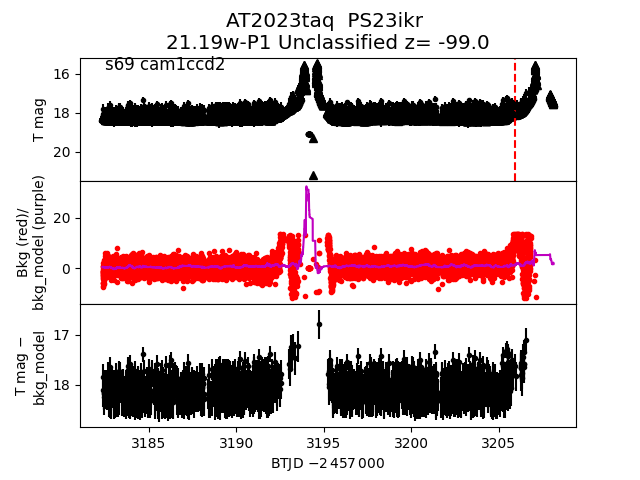 AT2023taq  PS23ikr
21.19w-P1 Unclassified z= -99.0
s69 cam1ccd2
T mag
16
18
20
Bkg (red)/
bkg_model (purple)
20
0
T mag −
bkg_model
17
18
3185
3190
3195
3200
3205
BTJD −2 457 000